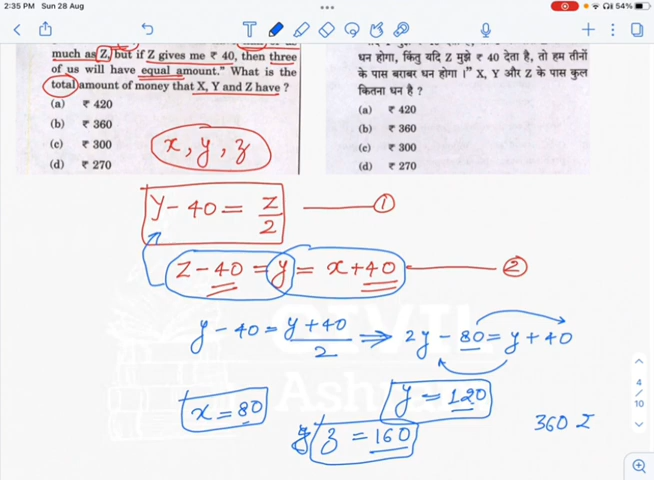 2:35 PM Sun 28 Aug
54%
much as Z, but if Z gives me ₹ 40, then three
of us will have equal amount." What is the
total amount of money that X, Y and Z have ?
(a) ₹ 420
(b) ₹ 360
(c) ₹ 300
(d) ₹ 270
धन होगा, किंतु यदि Z मुझे ₹ 40 देता है, तो हम तीनों
के पास बराबर धन होगा ।" X, Y और Z के पास कुल
कितना धन है ?
(a) ₹ 420
(b) ₹ 360
(c) ₹ 300
(d) ₹ 270
x, y, z
y - 40 = z/2 ①
z - 40 = y = x + 40 ②
y - 40 = y + 40 / 2 ⇒ 2y - 80 = y + 40
x = 80
y = 120
z = 160
360
4
10